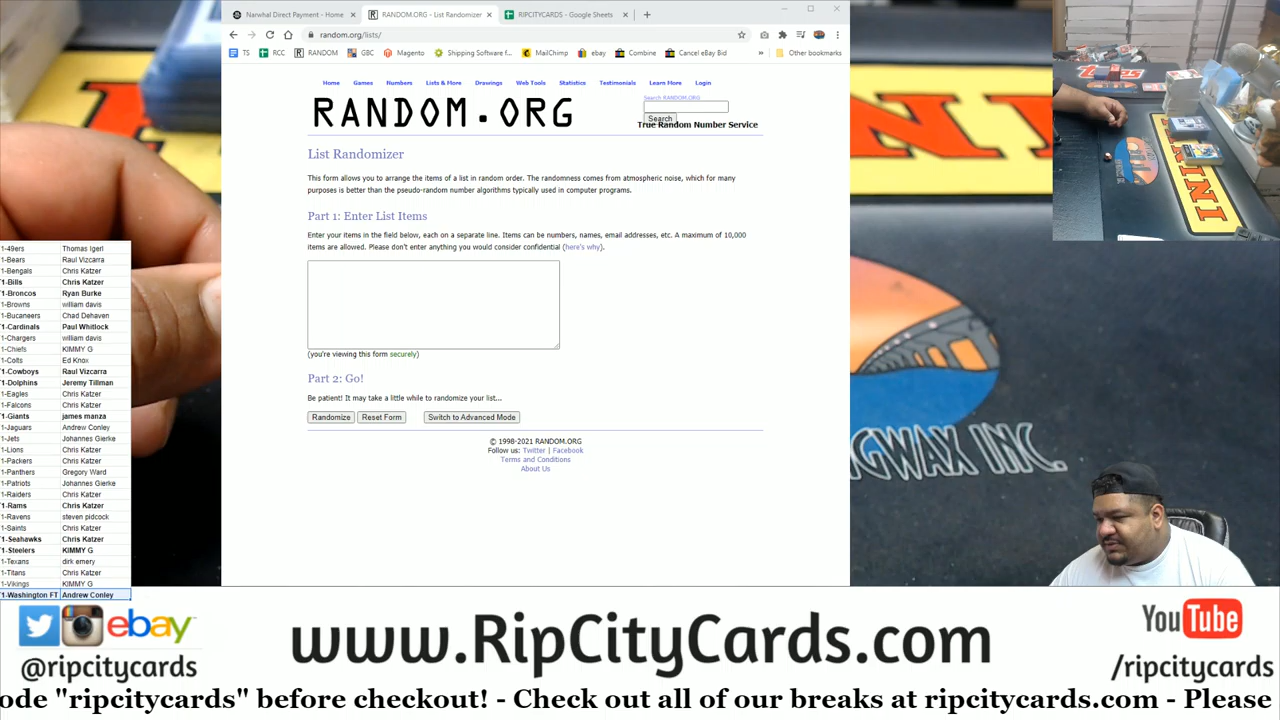 Narwhal Direct Payment - Home
RANDOM.ORG - List Randomizer
RIPCITYCARDS - Google Sheets
random.org/lists/
TS RCC RANDOM GBC Magento Shipping Software f... MailChimp ebay Combine Cancel eBay Bid » Other bookmarks
Home Games Numbers Lists & More Drawings Web Tools Statistics Testimonials Learn More Login
RANDOM.ORG
Search RANDOM.ORG
Search
True Random Number Service
List Randomizer
This form allows you to arrange the items of a list in random order. The randomness comes from atmospheric noise, which for many
purposes is better than the pseudo-random number algorithms typically used in computer programs.
Part 1: Enter List Items
Enter your items in the field below, each on a separate line. Items can be numbers, names, email addresses, etc. A maximum of 10,000
items are allowed. Please don't enter anything you would consider confidential (here's why).
(you're viewing this form securely)
Part 2: Go!
Be patient! It may take a little while to randomize your list...
Randomize Reset Form Switch to Advanced Mode
© 1998-2021 RANDOM.ORG
Follow us: Twitter | Facebook
Terms and Conditions
About Us
1-49ers Thomas Igerl
1-Bears Raul Vizcarra
1-Bengals Chris Katzer
1-Bills Chris Katzer
1-Broncos Ryan Burke
1-Browns william davis
1-Bucaneers Chad Dehaven
1-Cardinals Paul Whitlock
1-Chargers william davis
1-Chiefs KIMMY G
1-Colts Ed Knox
1-Cowboys Raul Vizcarra
1-Dolphins Jeremy Tillman
1-Eagles Chris Katzer
1-Falcons Chris Katzer
1-Giants james manza
1-Jaguars Andrew Conley
1-Jets Johannes Gierke
1-Lions Chris Katzer
1-Packers Chris Katzer
1-Panthers Gregory Ward
1-Patriots Johannes Gierke
1-Raiders Chris Katzer
1-Rams Chris Katzer
1-Ravens steven pidcock
1-Saints Chris Katzer
1-Seahawks Chris Katzer
1-Steelers KIMMY G
1-Texans dirk emery
1-Titans Chris Katzer
1-Vikings KIMMY G
1-Washington FT Andrew Conley
PANINI
GWAX INC.
ebay
@ripcitycards
www.RipCityCards.com
YouTube
/ripcitycards
ode "ripcitycards" before checkout! - Check out all of our breaks at ripcitycards.com - Please